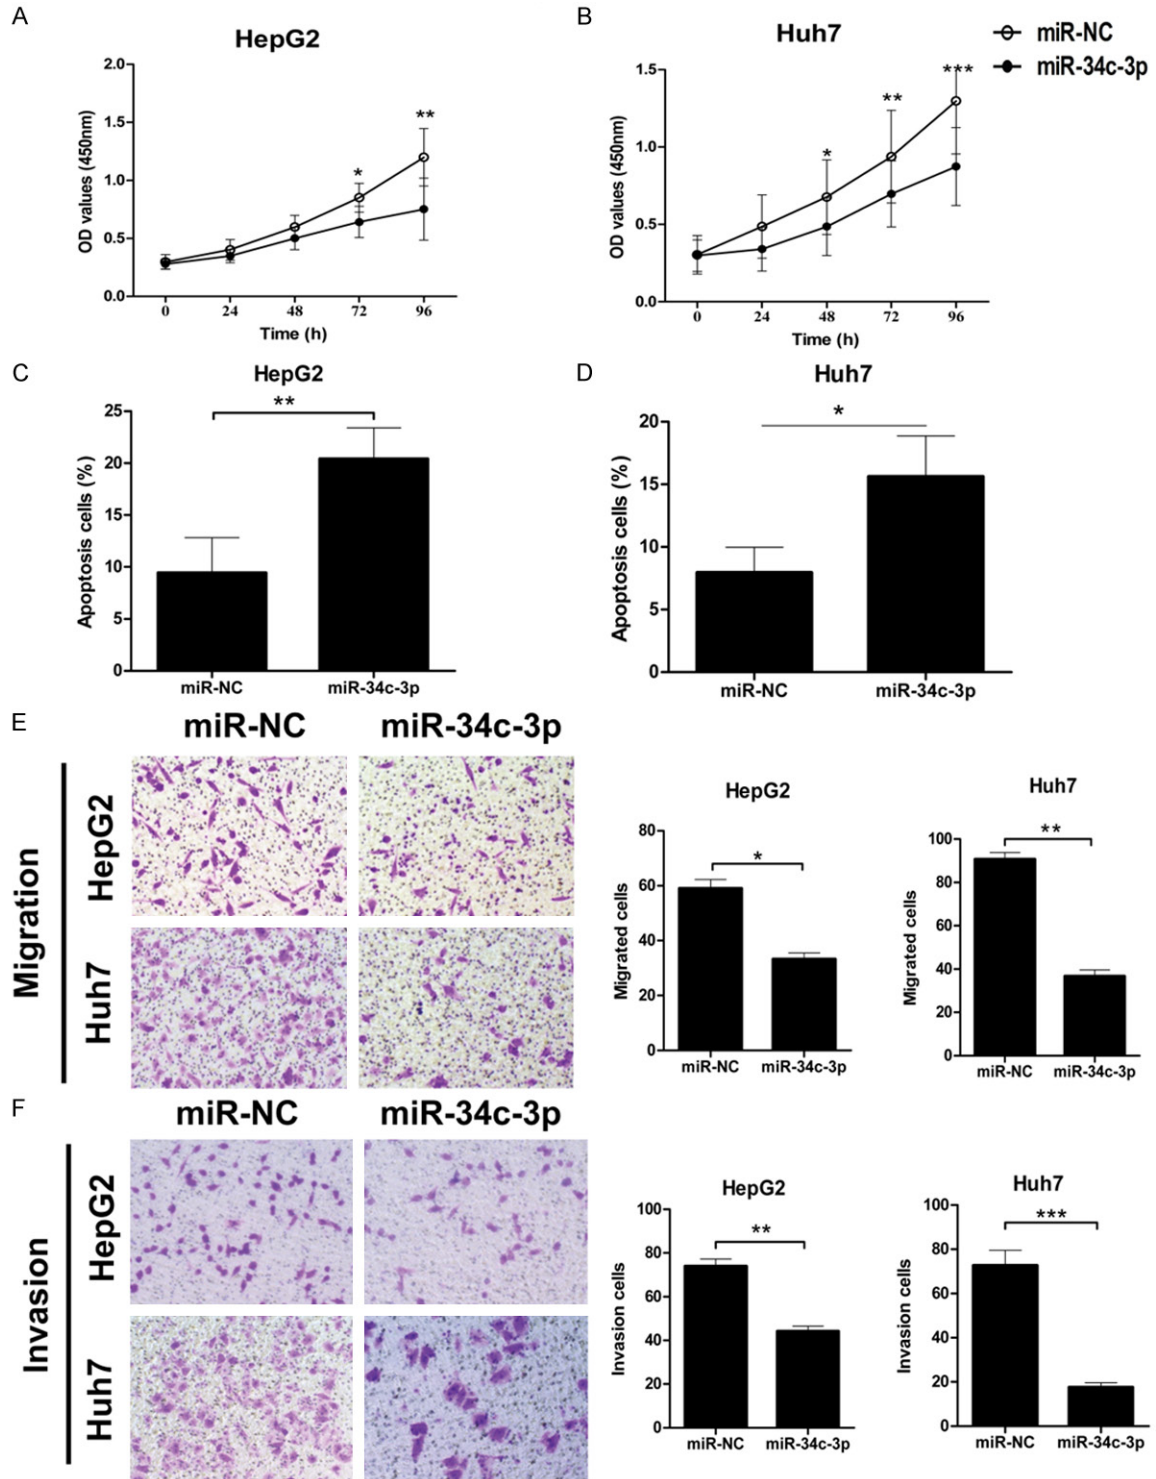 A
HepG2
OD values (450nm)
2.0
1.5
1.0
0.5
0.0
*
**
0 24 48 72 96
Time (h)
B
Huh7
miR-NC
miR-34c-3p
OD values (450nm)
1.5
1.0
0.5
0.0
*
**
***
0 24 48 72 96
Time (h)
C
HepG2
**
Apoptosis cells (%)
25
20
15
10
5
0
miR-NC miR-34c-3p
D
Huh7
*
Apoptosis cells (%)
20
15
10
5
0
miR-NC miR-34c-3p
E
miR-NC miR-34c-3p
Migration
HepG2
Huh7
HepG2
*
Migrated cells
80
60
40
20
0
miR-NC miR-34c-3p
Huh7
**
Migrated cells
100
80
60
40
20
0
miR-NC miR-34c-3p
F
miR-NC miR-34c-3p
Invasion
HepG2
Huh7
HepG2
**
Invasion cells
100
80
60
40
20
0
miR-NC miR-34c-3p
Huh7
***
Invasion cells
100
80
60
40
20
0
miR-NC miR-34c-3p